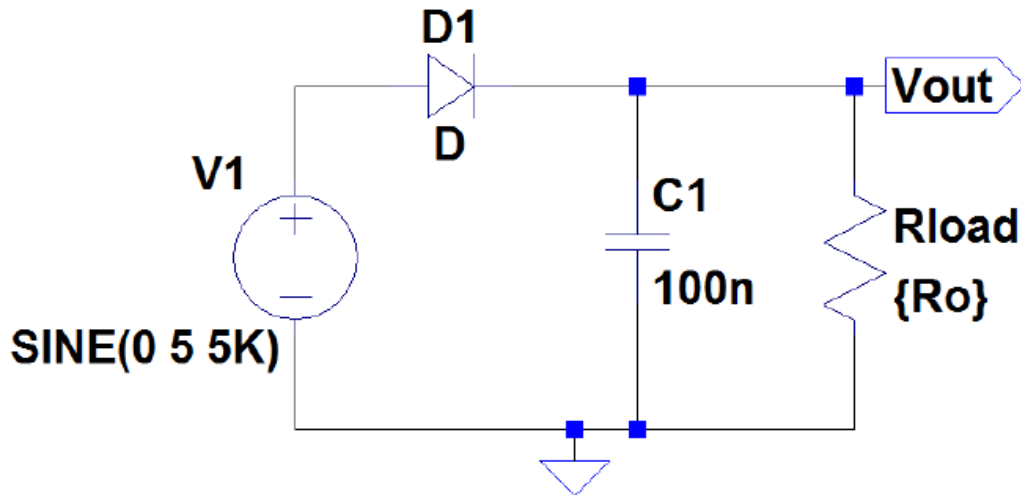 D1
D
Vout
V1
C1
100n
Rload
{Ro}
SINE(0 5 5K)